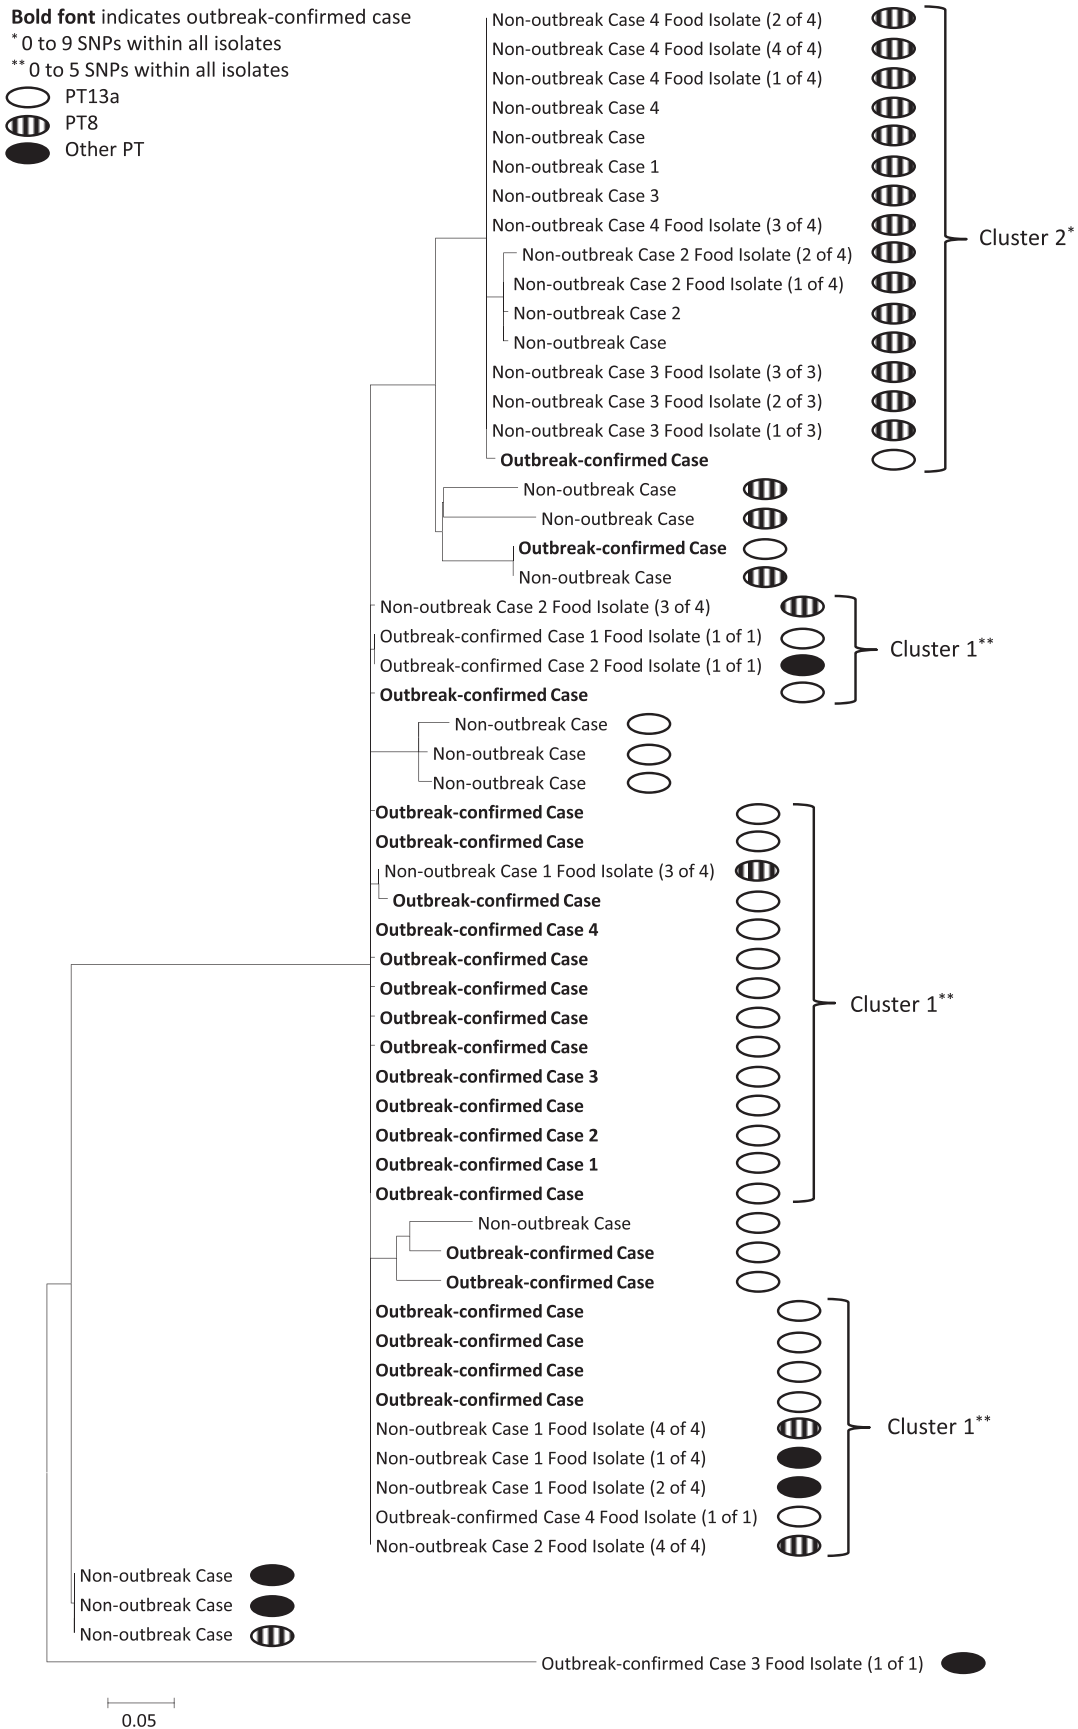 Bold font indicates outbreak-confirmed case
* 0 to 9 SNPs within all isolates
** 0 to 5 SNPs within all isolates
PT13a
PT8
Other PT
Non-outbreak Case 4 Food Isolate (2 of 4)
Non-outbreak Case 4 Food Isolate (4 of 4)
Non-outbreak Case 4 Food Isolate (1 of 4)
Non-outbreak Case 4
Non-outbreak Case
Non-outbreak Case 1
Non-outbreak Case 3
Non-outbreak Case 4 Food Isolate (3 of 4)
Cluster 2*
Non-outbreak Case 2 Food Isolate (2 of 4)
Non-outbreak Case 2 Food Isolate (1 of 4)
Non-outbreak Case 2
Non-outbreak Case
Non-outbreak Case 3 Food Isolate (3 of 3)
Non-outbreak Case 3 Food Isolate (2 of 3)
Non-outbreak Case 3 Food Isolate (1 of 3)
Outbreak-confirmed Case
Non-outbreak Case
Non-outbreak Case
Outbreak-confirmed Case
Non-outbreak Case
Non-outbreak Case 2 Food Isolate (3 of 4)
Outbreak-confirmed Case 1 Food Isolate (1 of 1)
Cluster 1**
Outbreak-confirmed Case 2 Food Isolate (1 of 1)
Outbreak-confirmed Case
Non-outbreak Case
Non-outbreak Case
Non-outbreak Case
Outbreak-confirmed Case
Outbreak-confirmed Case
Non-outbreak Case 1 Food Isolate (3 of 4)
Outbreak-confirmed Case
Outbreak-confirmed Case 4
Outbreak-confirmed Case
Outbreak-confirmed Case
Cluster 1**
Outbreak-confirmed Case
Outbreak-confirmed Case
Outbreak-confirmed Case 3
Outbreak-confirmed Case
Outbreak-confirmed Case 2
Outbreak-confirmed Case 1
Outbreak-confirmed Case
Non-outbreak Case
Outbreak-confirmed Case
Outbreak-confirmed Case
Outbreak-confirmed Case
Outbreak-confirmed Case
Outbreak-confirmed Case
Outbreak-confirmed Case
Non-outbreak Case 1 Food Isolate (4 of 4)
Cluster 1**
Non-outbreak Case 1 Food Isolate (1 of 4)
Non-outbreak Case 1 Food Isolate (2 of 4)
Outbreak-confirmed Case 4 Food Isolate (1 of 1)
Non-outbreak Case 2 Food Isolate (4 of 4)
Non-outbreak Case
Non-outbreak Case
Non-outbreak Case
Outbreak-confirmed Case 3 Food Isolate (1 of 1)
0.05